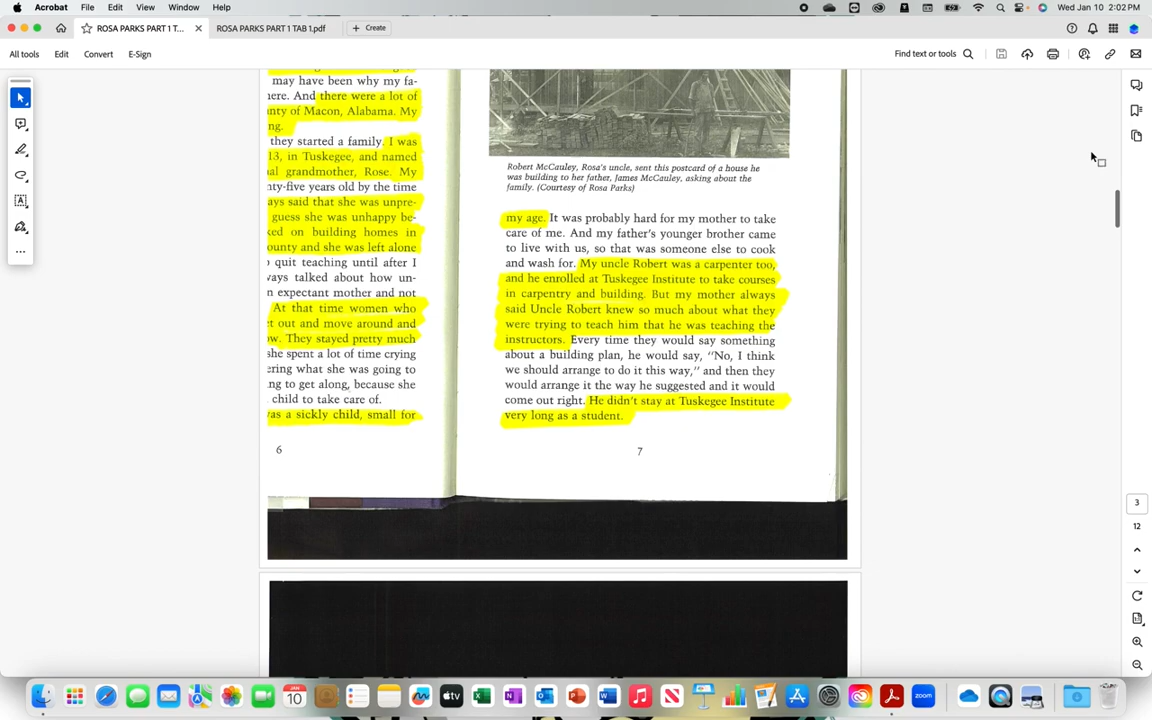 Acrobat File Edit View Window Help Wed Jan 10 2:02 PM
ROSA PARKS PART 1 T... ROSA PARKS PART 1 TAB 1.pdf + Create
All tools Edit Convert E-Sign Find text or tools
may have been why my fa-
here. And there were a lot of
nty of Macon, Alabama. My
ng.
they started a family. I was
13, in Tuskegee, and named
al grandmother, Rose. My
nty-five years old by the time
ays said that she was unpre-
guess she was unhappy be-
ked on building homes in
ounty and she was left alone
quit teaching until after I
ways talked about how un-
n expectant mother and not
At that time women who
et out and move around and
ow. They stayed pretty much
she spent a lot of time crying
ering what she was going to
ng to get along, because she
child to take care of.
was a sickly child, small for
6
Robert McCauley, Rosa's uncle, sent this postcard of a house he
was building to her father, James McCauley, asking about the
family. (Courtesy of Rosa Parks)
my age. It was probably hard for my mother to take
care of me. And my father's younger brother came
to live with us, so that was someone else to cook
and wash for. My uncle Robert was a carpenter too,
and he enrolled at Tuskegee Institute to take courses
in carpentry and building. But my mother always
said Uncle Robert knew so much about what they
were trying to teach him that he was teaching the
instructors. Every time they would say something
about a building plan, he would say, "No, I think
we should arrange to do it this way," and then they
would arrange it the way he suggested and it would
come out right. He didn't stay at Tuskegee Institute
very long as a student.
7
3
12
JAN
10
tv
zoom